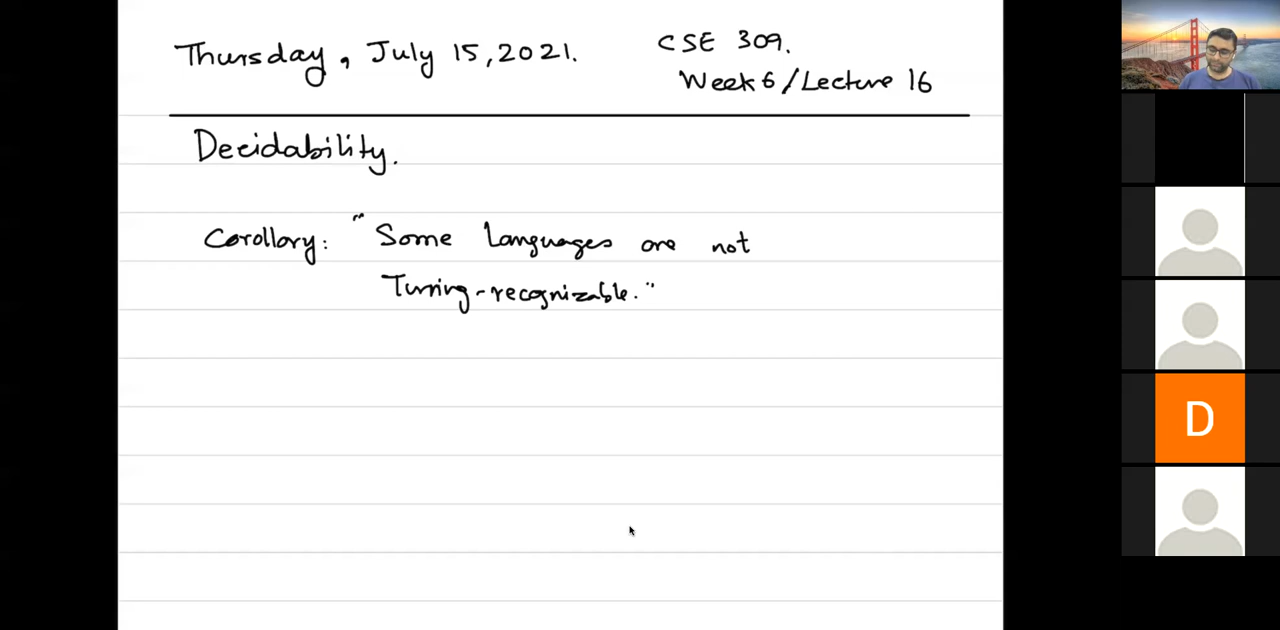 Thursday, July 15, 2021.
CSE 309.
Week 6/Lecture 16
Decidability.
Corollary: "Some Languages are not
Turing-recognizable."
D